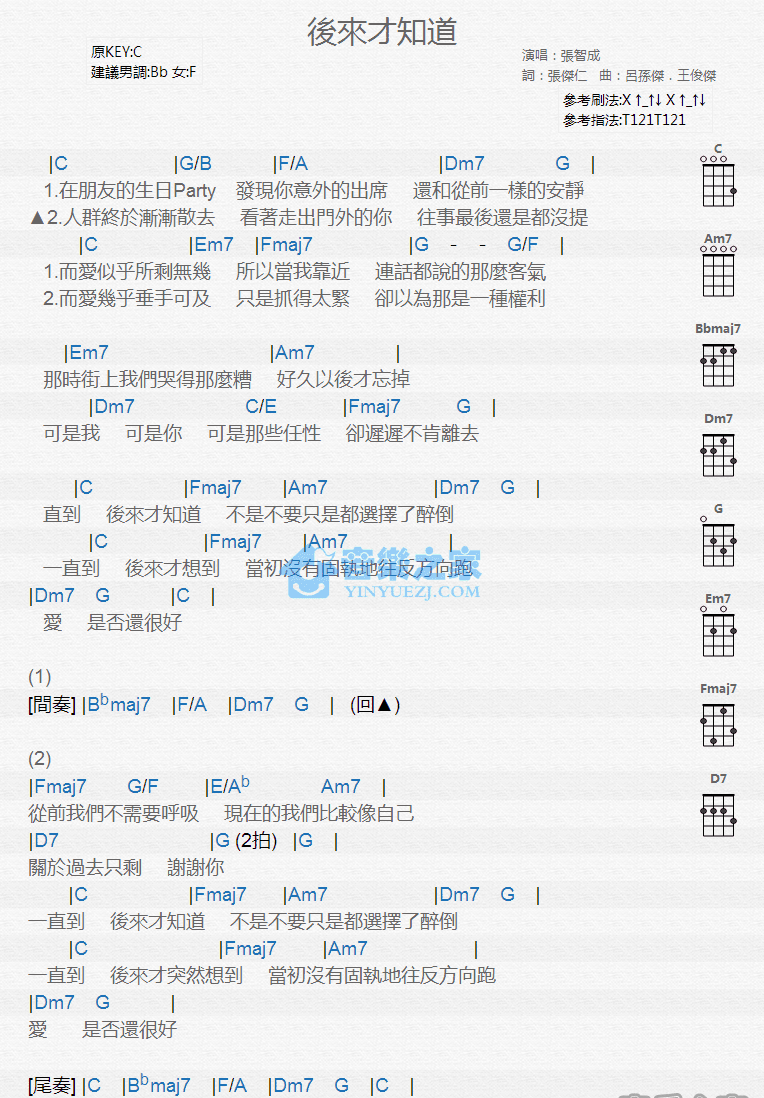 後來才知道
原KEY:C
建議男調:Bb 女:F
演唱：張智成
詞：張傑仁 曲：呂孫傑．王俊傑
參考刷法:X ↑_↑↓ X ↑_↑↓
參考指法:T121T121
|C |G/B |F/A |Dm7 G |
1.在朋友的生日Party 發現你意外的出席 還和從前一樣的安靜
▲2.人群終於漸漸散去 看著走出門外的你 往事最後還是都沒提
|C |Em7 |Fmaj7 |G - - G/F |
1.而愛似乎所剩無幾 所以當我靠近 連話都說的那麼客氣
2.而愛幾乎垂手可及 只是抓得太緊 卻以為那是一種權利
|Em7 |Am7 |
那時街上我們哭得那麼糟 好久以後才忘掉
|Dm7 C/E |Fmaj7 G |
可是我 可是你 可是那些任性 卻遲遲不肯離去
|C |Fmaj7 |Am7 |Dm7 G |
直到 後來才知道 不是不要只是都選擇了醉倒
|C |Fmaj7 |Am7 |
一直到 後來才想到 當初沒有固執地往反方向跑
|Dm7 G |C |
愛 是否還很好
(1)
[間奏] |Bbmaj7 |F/A |Dm7 G | (回▲)
(2)
|Fmaj7 G/F |E/Ab Am7 |
從前我們不需要呼吸 現在的我們比較像自己
|D7 |G (2拍) |G |
關於過去只剩 謝謝你
|C |Fmaj7 |Am7 |Dm7 G |
一直到 後來才知道 不是不要只是都選擇了醉倒
|C |Fmaj7 |Am7 |
一直到 後來才突然想到 當初沒有固執地往反方向跑
|Dm7 G |
愛 是否還很好
[尾奏] |C |Bbmaj7 |F/A |Dm7 G |C |
C
Am7
Bbmaj7
Dm7
G
Em7
Fmaj7
D7
音樂之家
YINYUEZJ.COM